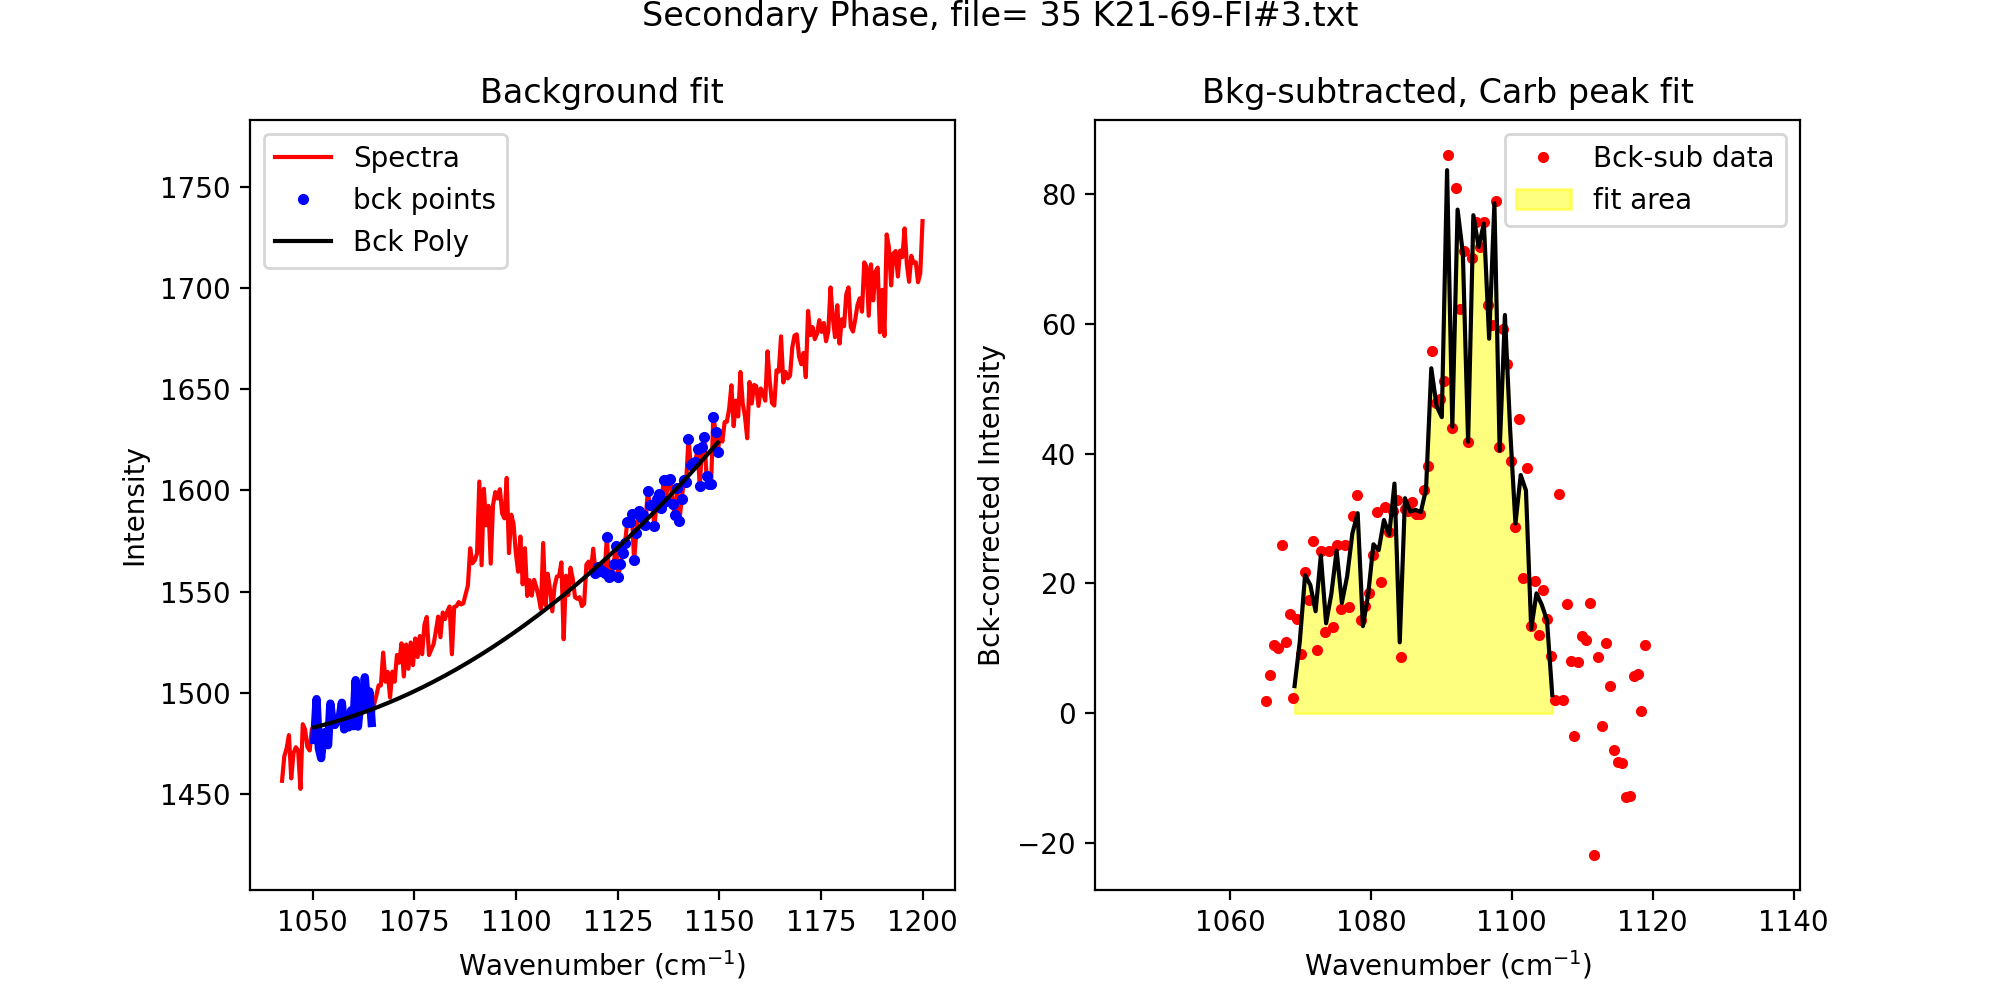 Secondary Phase, file= 35 K21-69-FI#3.txt
Background fit
Spectra
bck points
Bck Poly
Intensity
1750
1700
1650
1600
1550
1500
1450
1050 1075 1100 1125 1150 1175 1200
Wavenumber (cm⁻¹)
Bkg-subtracted, Carb peak fit
Bck-sub data
fit area
Bck-corrected Intensity
80
60
40
20
0
−20
1060 1080 1100 1120 1140
Wavenumber (cm⁻¹)